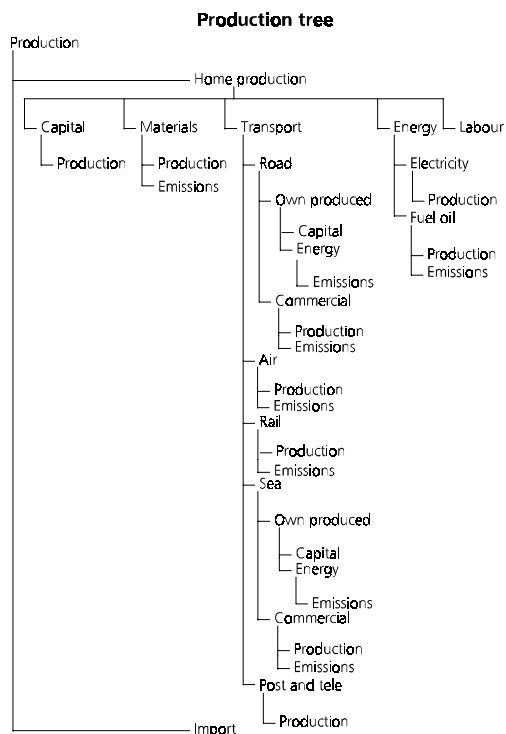 Production tree
Production
Home production
Capital Materials Transport Energy Labour
Production Production Road Electricity
Emissions
Own produced Production
Fuel oil
Capital
Energy Production
Emissions
Emissions
Commercial
Production
Emissions
Air
Production
Emissions
Rail
Production
Emissions
Sea
Own produced
Capital
Energy
Emissions
Commercial
Production
Emissions
Post and tele
Production
Import